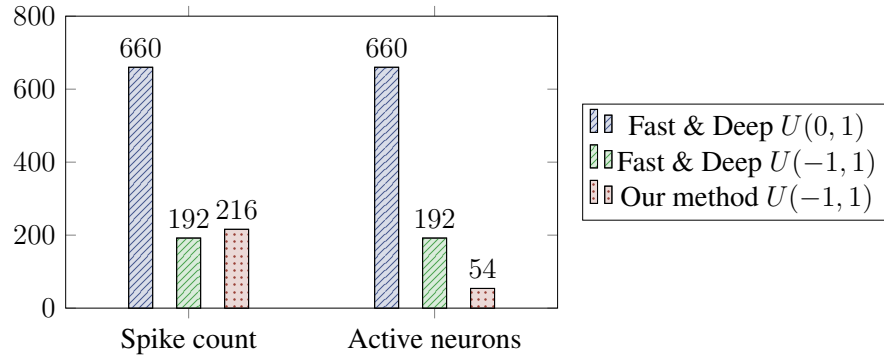 800
600
400
200
0
660
192
216
660
192
54
Spike count
Active neurons
Fast & Deep U(0, 1)
Fast & Deep U(−1, 1)
Our method U(−1, 1)